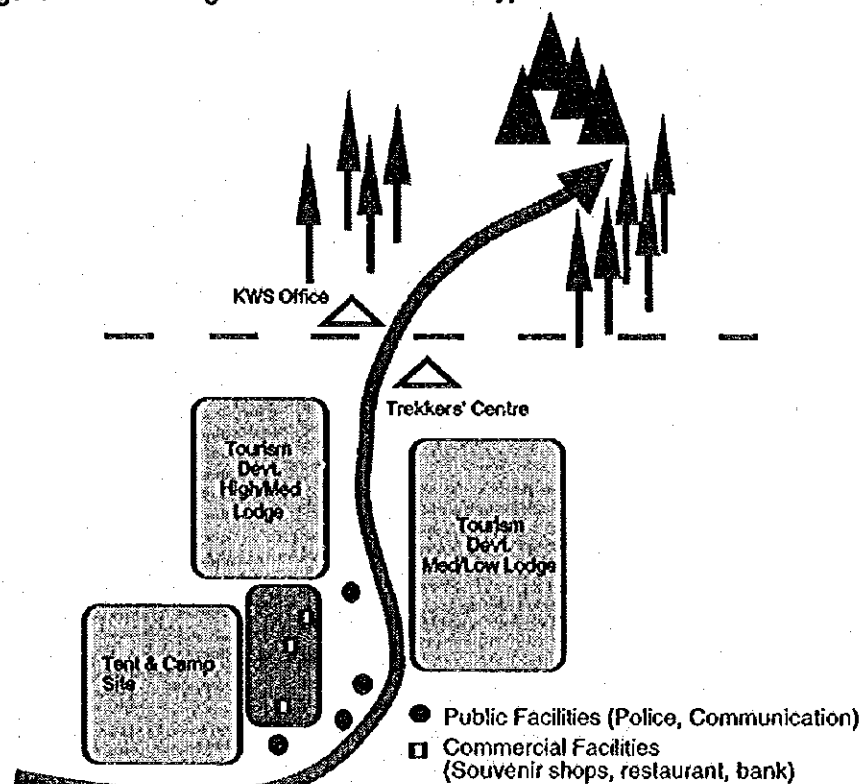 KWS Office
Trekkers' Centre
Tourism
Devt.
High/Med
Lodge
Tourism
Devt.
Med/Low Lodge
Tent & Camp
Site
Public Facilities (Police, Communication)
Commercial Facilities
(Souvenir shops, restaurant, bank)